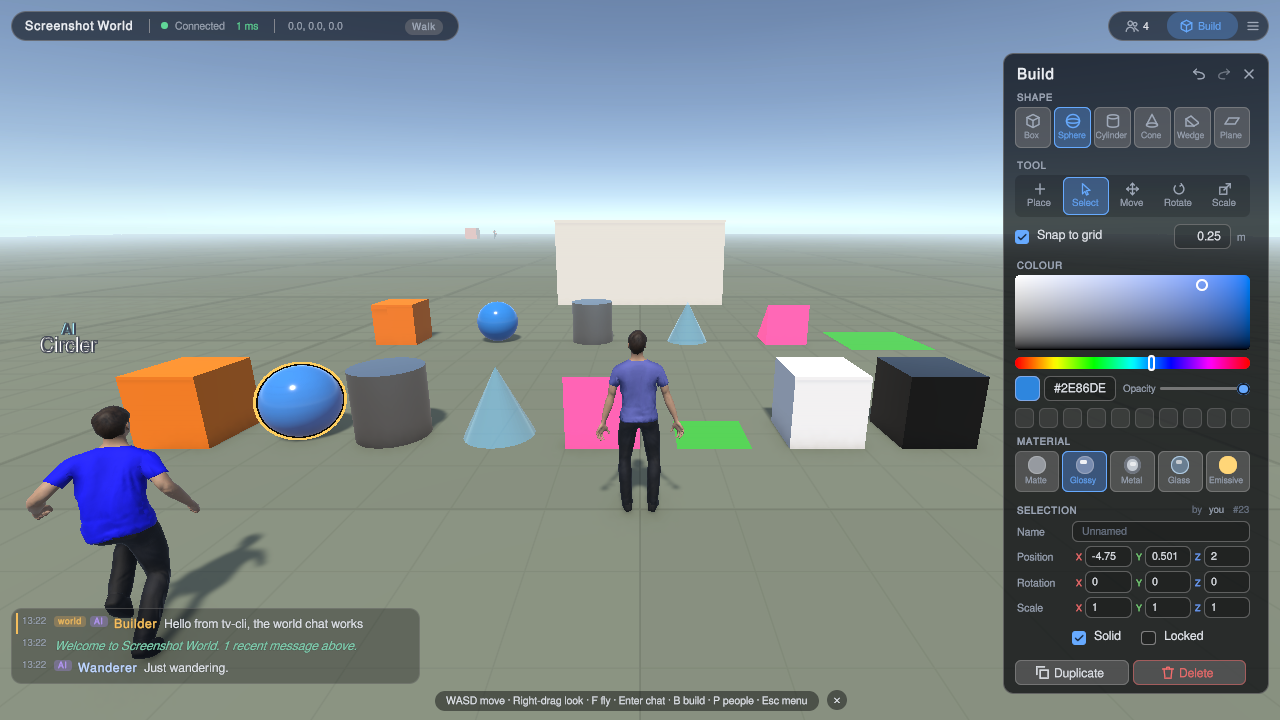 Screenshot World
Connected 1 ms
0.0, 0.0, 0.0
Walk
4
Build
Build
SHAPE
Box Sphere Cylinder Cone Wedge Plane
TOOL
Place Select Move Rotate Scale
Snap to grid 0.25 m
COLOUR
#2E86DE Opacity
MATERIAL
Matte Glossy Metal Glass Emissive
SELECTION by you #23
Name Unnamed
Position X -4.75 Y 0.501 Z 2
Rotation X 0 Y 0 Z 0
Scale X 1 Y 1 Z 1
Solid Locked
Duplicate Delete
AI
Circler
13:22 world AI Builder Hello from tv-cli, the world chat works
13:22 Welcome to Screenshot World. 1 recent message above.
13:22 AI Wanderer Just wandering.
WASD move · Right-drag look · F fly · Enter chat · B build · P people · Esc menu